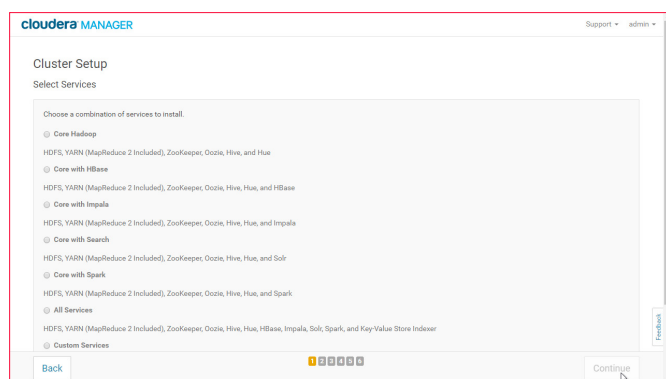 cloudera MANAGER
Support admin
Cluster Setup
Select Services
Choose a combination of services to install.
Core Hadoop
HDFS, YARN (MapReduce 2 Included), ZooKeeper, Oozie, Hive, and Hue
Core with HBase
HDFS, YARN (MapReduce 2 Included), ZooKeeper, Oozie, Hive, Hue, and HBase
Core with Impala
HDFS, YARN (MapReduce 2 Included), ZooKeeper, Oozie, Hive, Hue, and Impala
Core with Search
HDFS, YARN (MapReduce 2 Included), ZooKeeper, Oozie, Hive, Hue, and Solr
Core with Spark
HDFS, YARN (MapReduce 2 Included), ZooKeeper, Oozie, Hive, Hue, and Spark
All Services
HDFS, YARN (MapReduce 2 Included), ZooKeeper, Oozie, Hive, Hue, HBase, Impala, Solr, Spark, and Key-Value Store Indexer
Custom Services
Feedback
Back
1 2 3 4 5 6
Continue